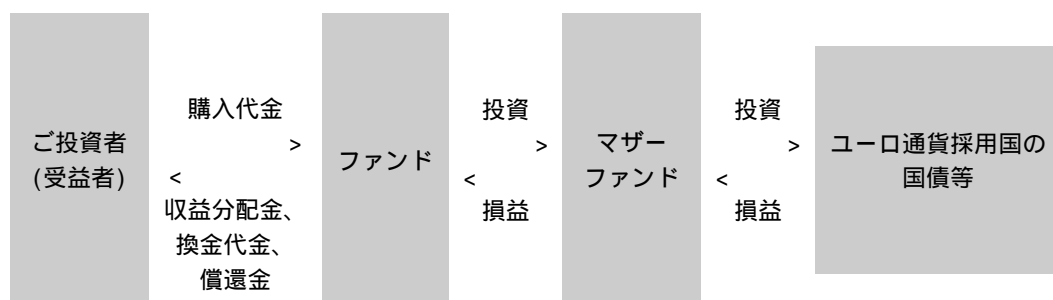 ご投資者
(受益者)
購入代金
>
<
収益分配金、
換金代金、
償還金
ファンド
投資
>
<
損益
マザー
ファンド
投資
>
<
損益
ユーロ通貨採用国の
国債等